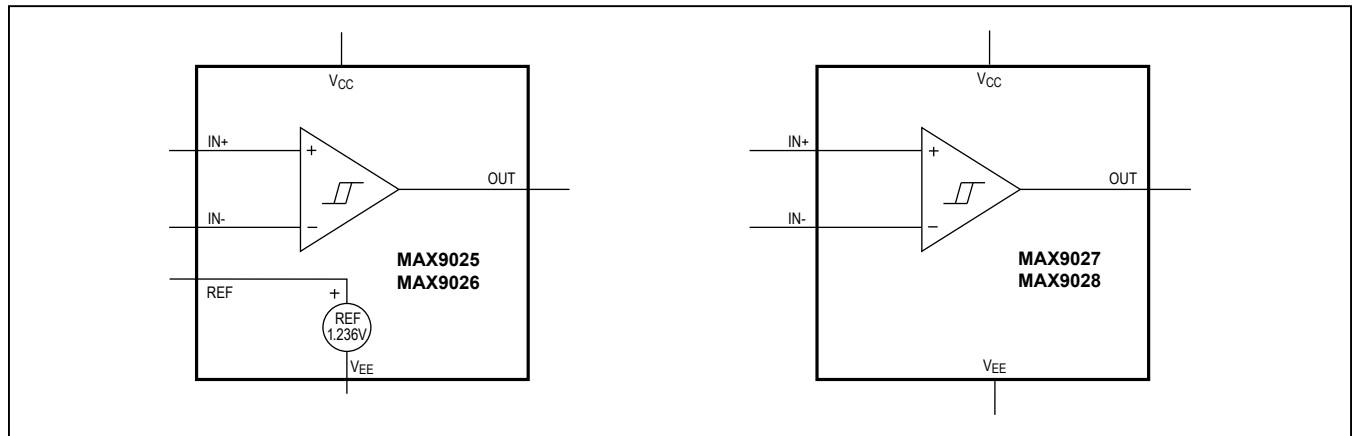 VCC
IN+
+
OUT
IN-
−
MAX9025
MAX9026
REF
+
REF
1.236V
VEE
VCC
IN+
+
OUT
IN-
−
MAX9027
MAX9028
VEE